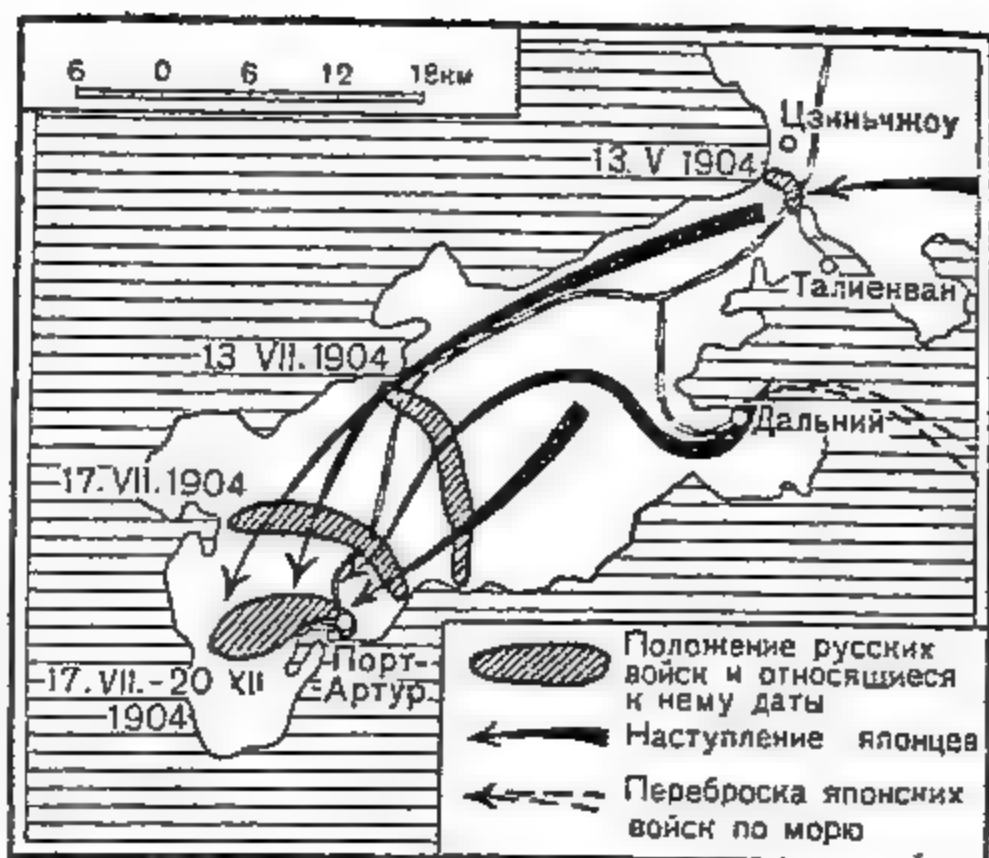 6 0 6 12 18км
Цзиньчжоу
13. V 1904
Талиенван
13 VII. 1904
Дальний
17. VII. 1904
Порт-
Артур.
17. VII.-20 XII
1904
Положение русских
войск и относящиеся
к нему даты
Наступление японцев
Переброска японских
войск по морю